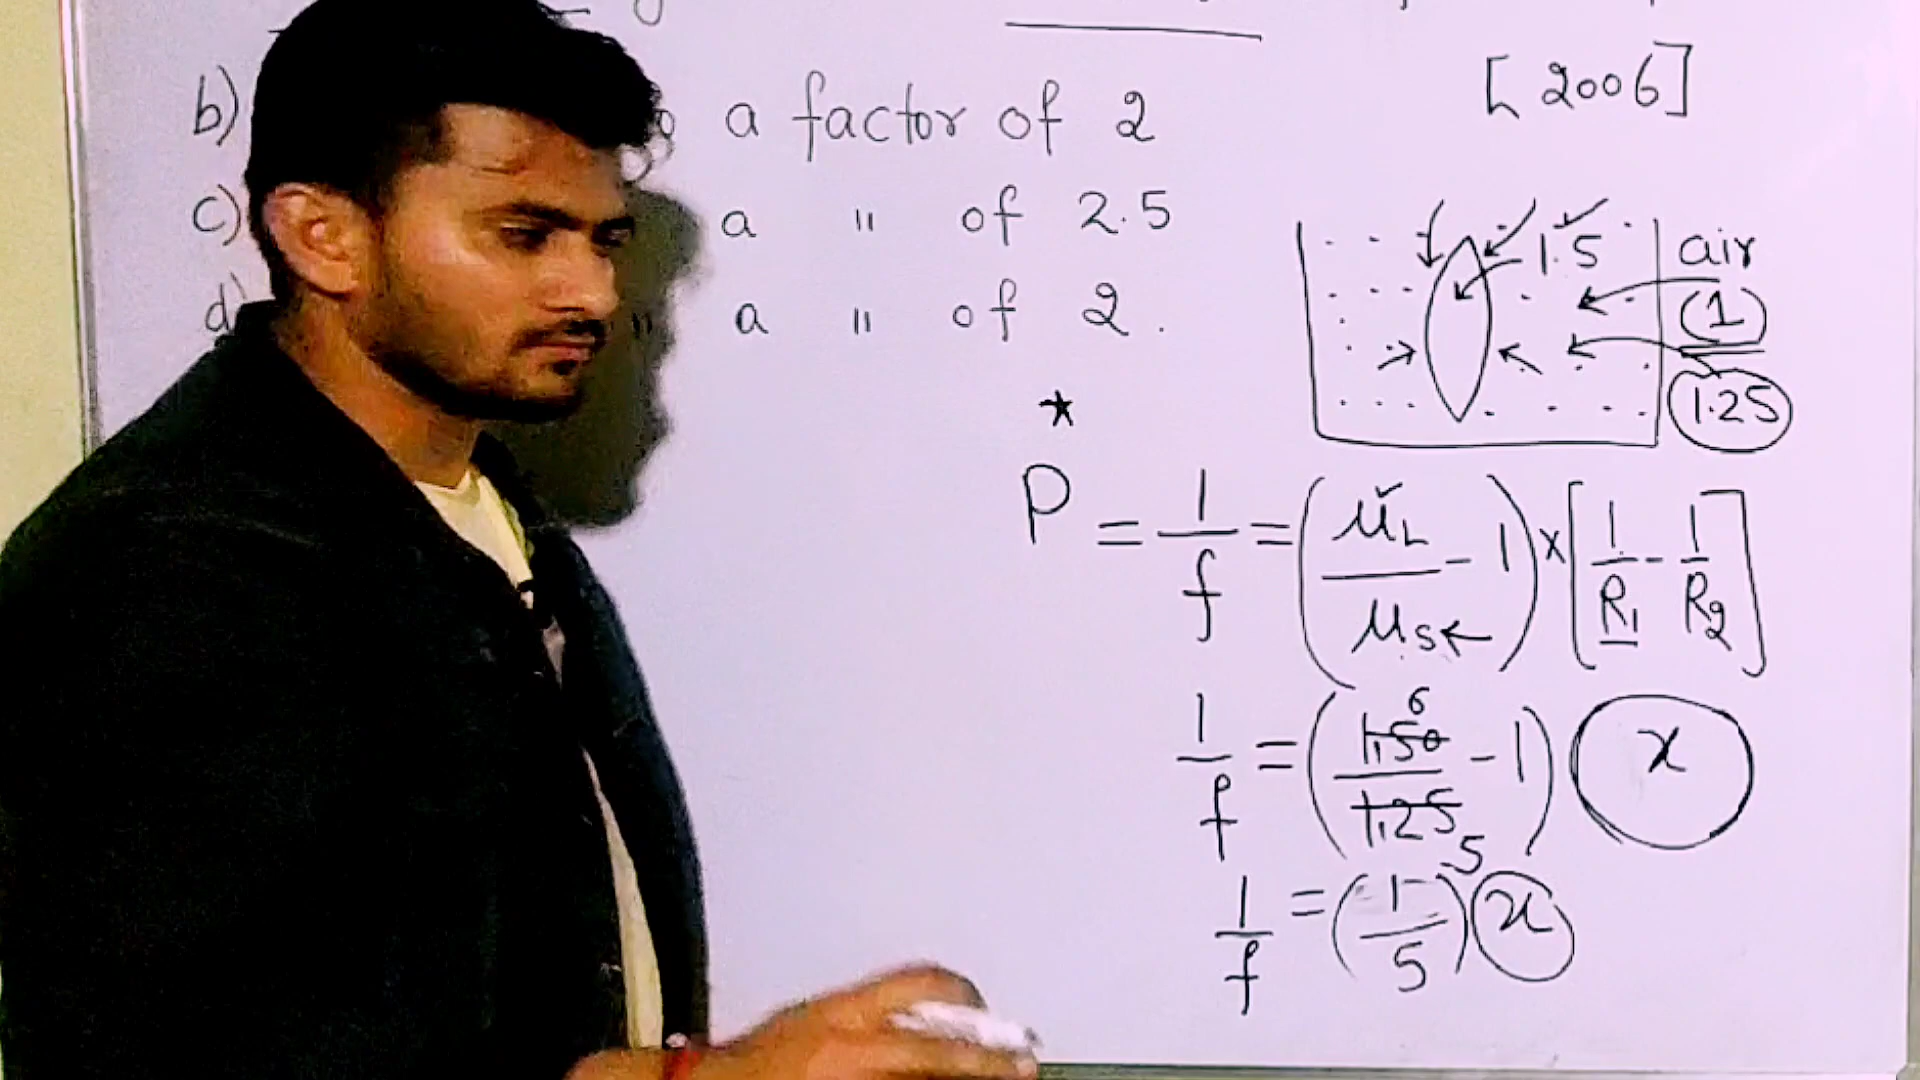 [2006]
b) a factor of 2
c) a " of 2.5
d) " a " of 2.
1.5 air
(1)
1.25
*
P = 1/f = (μL/μs ← - 1) × [1/R1 - 1/R2]
1/f = (1.50/1.25 - 1) x
6
5
1/f = (1/5) x